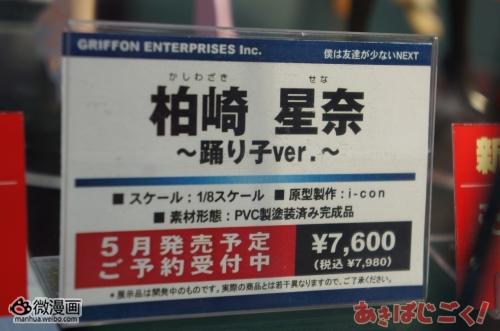 GRIFFON ENTERPRISES Inc. 僕は友達が少ないNEXT
かしわざき せな
柏崎 星奈
～踊り子ver.～
■ スケール：1/8スケール ■ 原型製作：i-con
■ 素材形態：PVC製塗装済み完成品
5月発売予定
ご予約受付中
¥7,600
(税込 ¥7,980)
＊展示品は開発中のものです。実際の商品とは若干異なりますので、ご了承ください。
新
微漫画
manhua.weibo.com
あきばじごく!